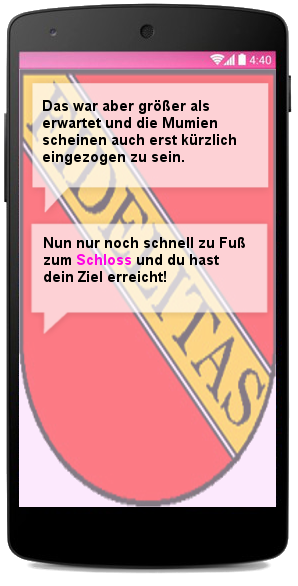 4:40
Das war aber größer als
erwartet und die Mumien
scheinen auch erst kürzlich
eingezogen zu sein.
Nun nur noch schnell zu Fuß
zum Schloss und du hast
dein Ziel erreicht!
FIDELITAS